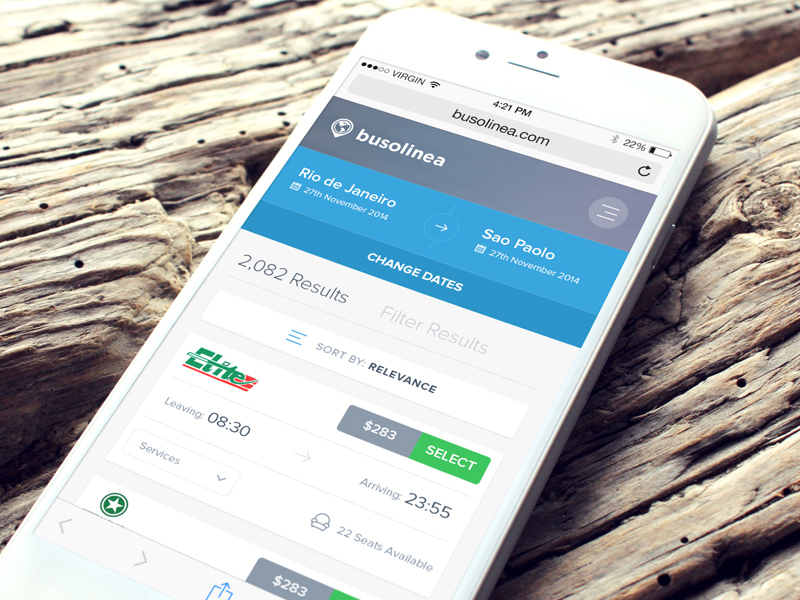 ●●●○○ VIRGIN
4:21 PM
22%
busolinea.com
busolinea
Rio de Janeiro
27th November 2014
Sao Paolo
27th November 2014
CHANGE DATES
2,082 Results
Filter Results
SORT BY: RELEVANCE
Elite
$283
SELECT
Leaving: 08:30
Arriving: 23:55
Services
22 Seats Available
$283